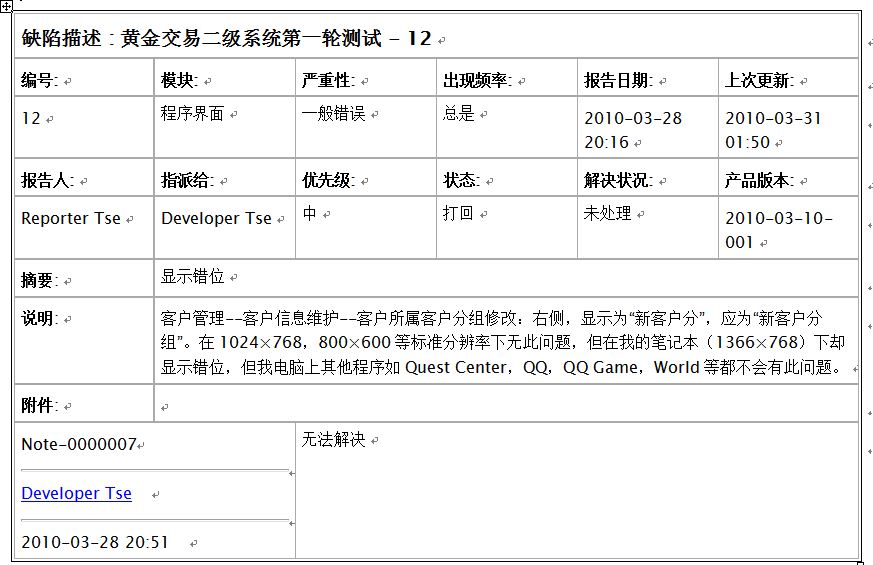 缺陷描述 : 黄金交易二级系统第一轮测试 - 12
编号: 模块: 严重性: 出现频率: 报告日期: 上次更新:
12 程序界面 一般错误 总是 2010-03-28 20:16 2010-03-31 01:50
报告人: 指派给: 优先级: 状态: 解决状况: 产品版本:
Reporter Tse Developer Tse 中 打回 未处理 2010-03-10-001
摘要: 显示错位
说明: 客户管理--客户信息维护--客户所属客户分组修改：右侧，显示为“新客户分”，应为“新客户分
组”。在 1024×768，800×600 等标准分辨率下无此问题，但在我的笔记本（1366×768）下却
显示错位，但我电脑上其他程序如 Quest Center，QQ，QQ Game，World 等都不会有此问题。
附件:
Note-0000007 无法解决
Developer Tse
2010-03-28 20:51